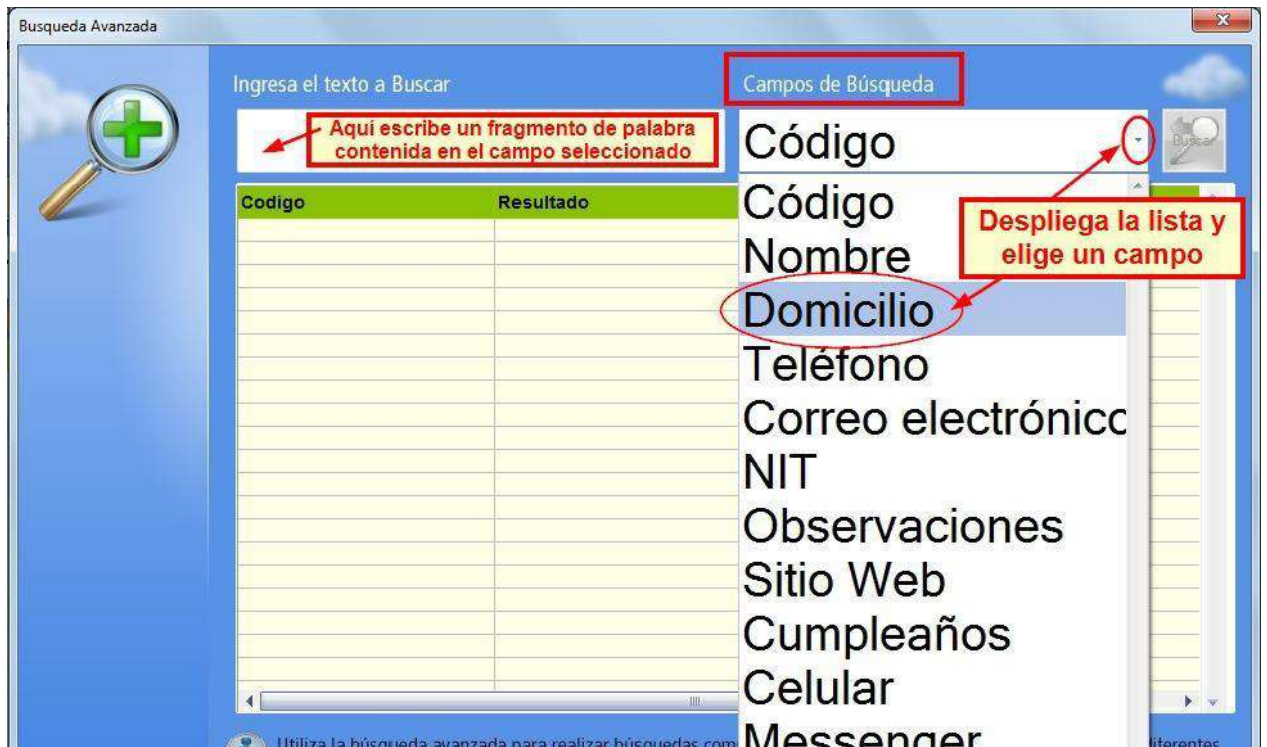 Busqueda Avanzada
Ingresa el texto a Buscar
Campos de Búsqueda
Aquí escribe un fragmento de palabra
contenida en el campo seleccionado
Código
Buscar
Codigo Resultado
Código
Nombre
Despliega la lista y
elige un campo
Domicilio
Teléfono
Correo electrónico
NIT
Observaciones
Sitio Web
Cumpleaños
Celular
Messenger
Utiliza la búsqueda avanzada para realizar búsquedas com diferentes